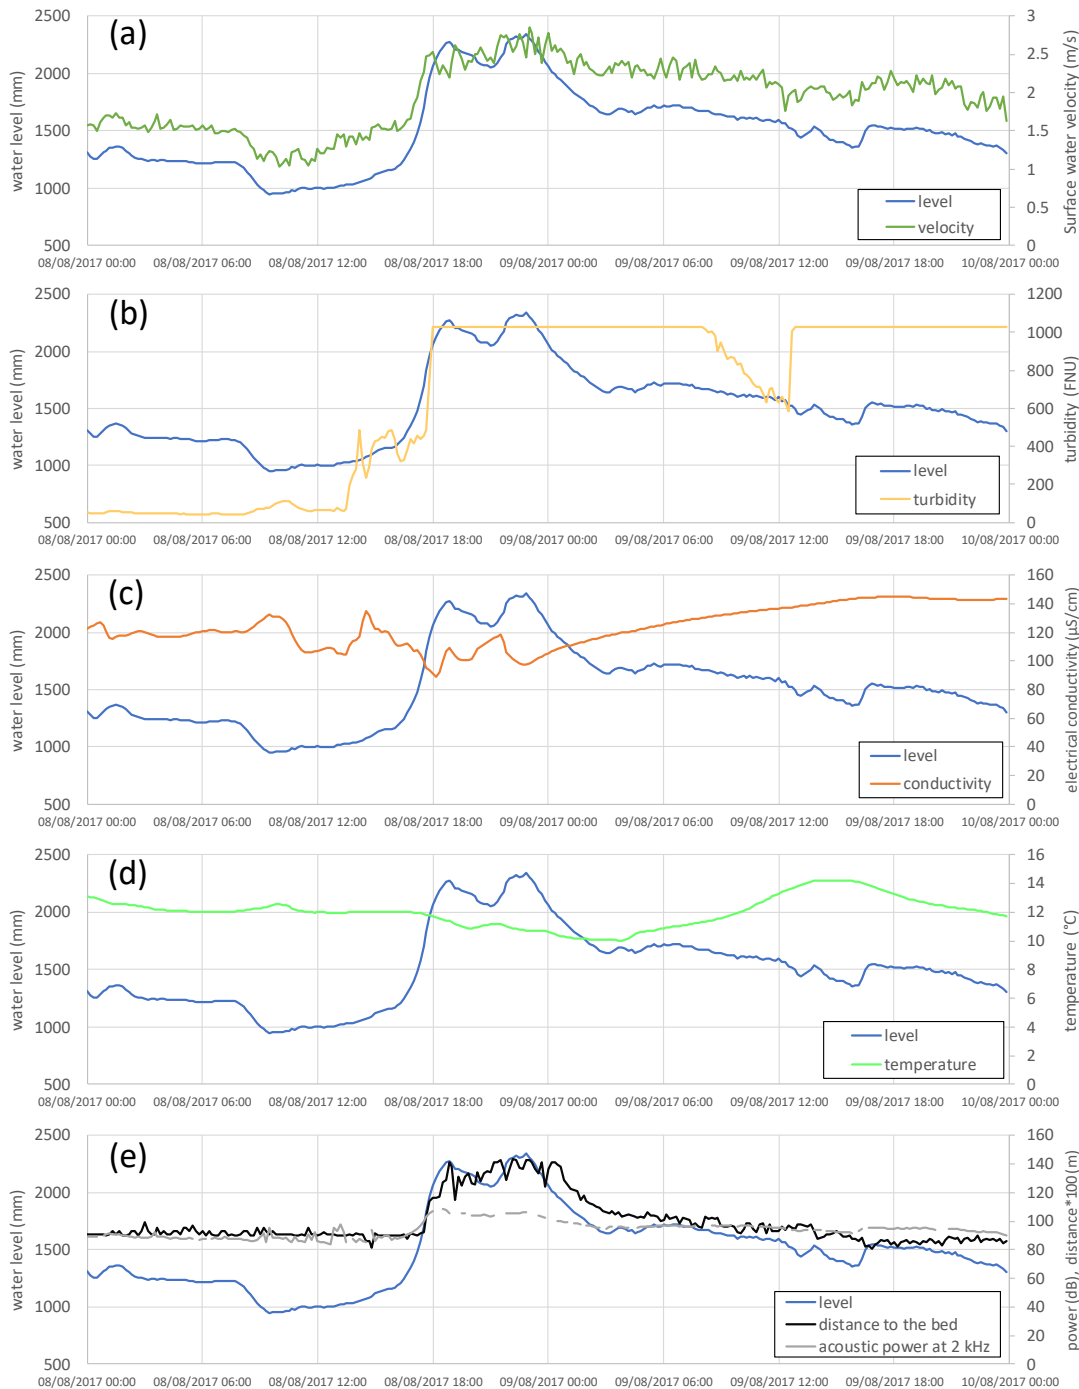 (a)
water level (mm)
2500
2000
1500
1000
500
3
2.5
2
1.5
1
0.5
0
Surface water velocity (m/s)
level
velocity
08/08/2017 00:00 08/08/2017 06:00 08/08/2017 12:00 08/08/2017 18:00 09/08/2017 00:00 09/08/2017 06:00 09/08/2017 12:00 09/08/2017 18:00 10/08/2017 00:00
(b)
water level (mm)
2500
2000
1500
1000
500
1200
1000
800
600
400
200
0
turbidity (FNU)
level
turbidity
08/08/2017 00:00 08/08/2017 06:00 08/08/2017 12:00 08/08/2017 18:00 09/08/2017 00:00 09/08/2017 06:00 09/08/2017 12:00 09/08/2017 18:00 10/08/2017 00:00
(c)
water level (mm)
2500
2000
1500
1000
500
160
140
120
100
80
60
40
20
0
electrical conductivity (µS/cm)
level
conductivity
08/08/2017 00:00 08/08/2017 06:00 08/08/2017 12:00 08/08/2017 18:00 09/08/2017 00:00 09/08/2017 06:00 09/08/2017 12:00 09/08/2017 18:00 10/08/2017 00:00
(d)
water level (mm)
2500
2000
1500
1000
500
16
14
12
10
8
6
4
2
0
temperature (°C)
level
temperature
08/08/2017 00:00 08/08/2017 06:00 08/08/2017 12:00 08/08/2017 18:00 09/08/2017 00:00 09/08/2017 06:00 09/08/2017 12:00 09/08/2017 18:00 10/08/2017 00:00
(e)
water level (mm)
2500
2000
1500
1000
500
160
140
120
100
80
60
40
20
0
power (dB), distance*100 (m)
level
distance to the bed
acoustic power at 2 kHz
08/08/2017 00:00 08/08/2017 06:00 08/08/2017 12:00 08/08/2017 18:00 09/08/2017 00:00 09/08/2017 06:00 09/08/2017 12:00 09/08/2017 18:00 10/08/2017 00:00